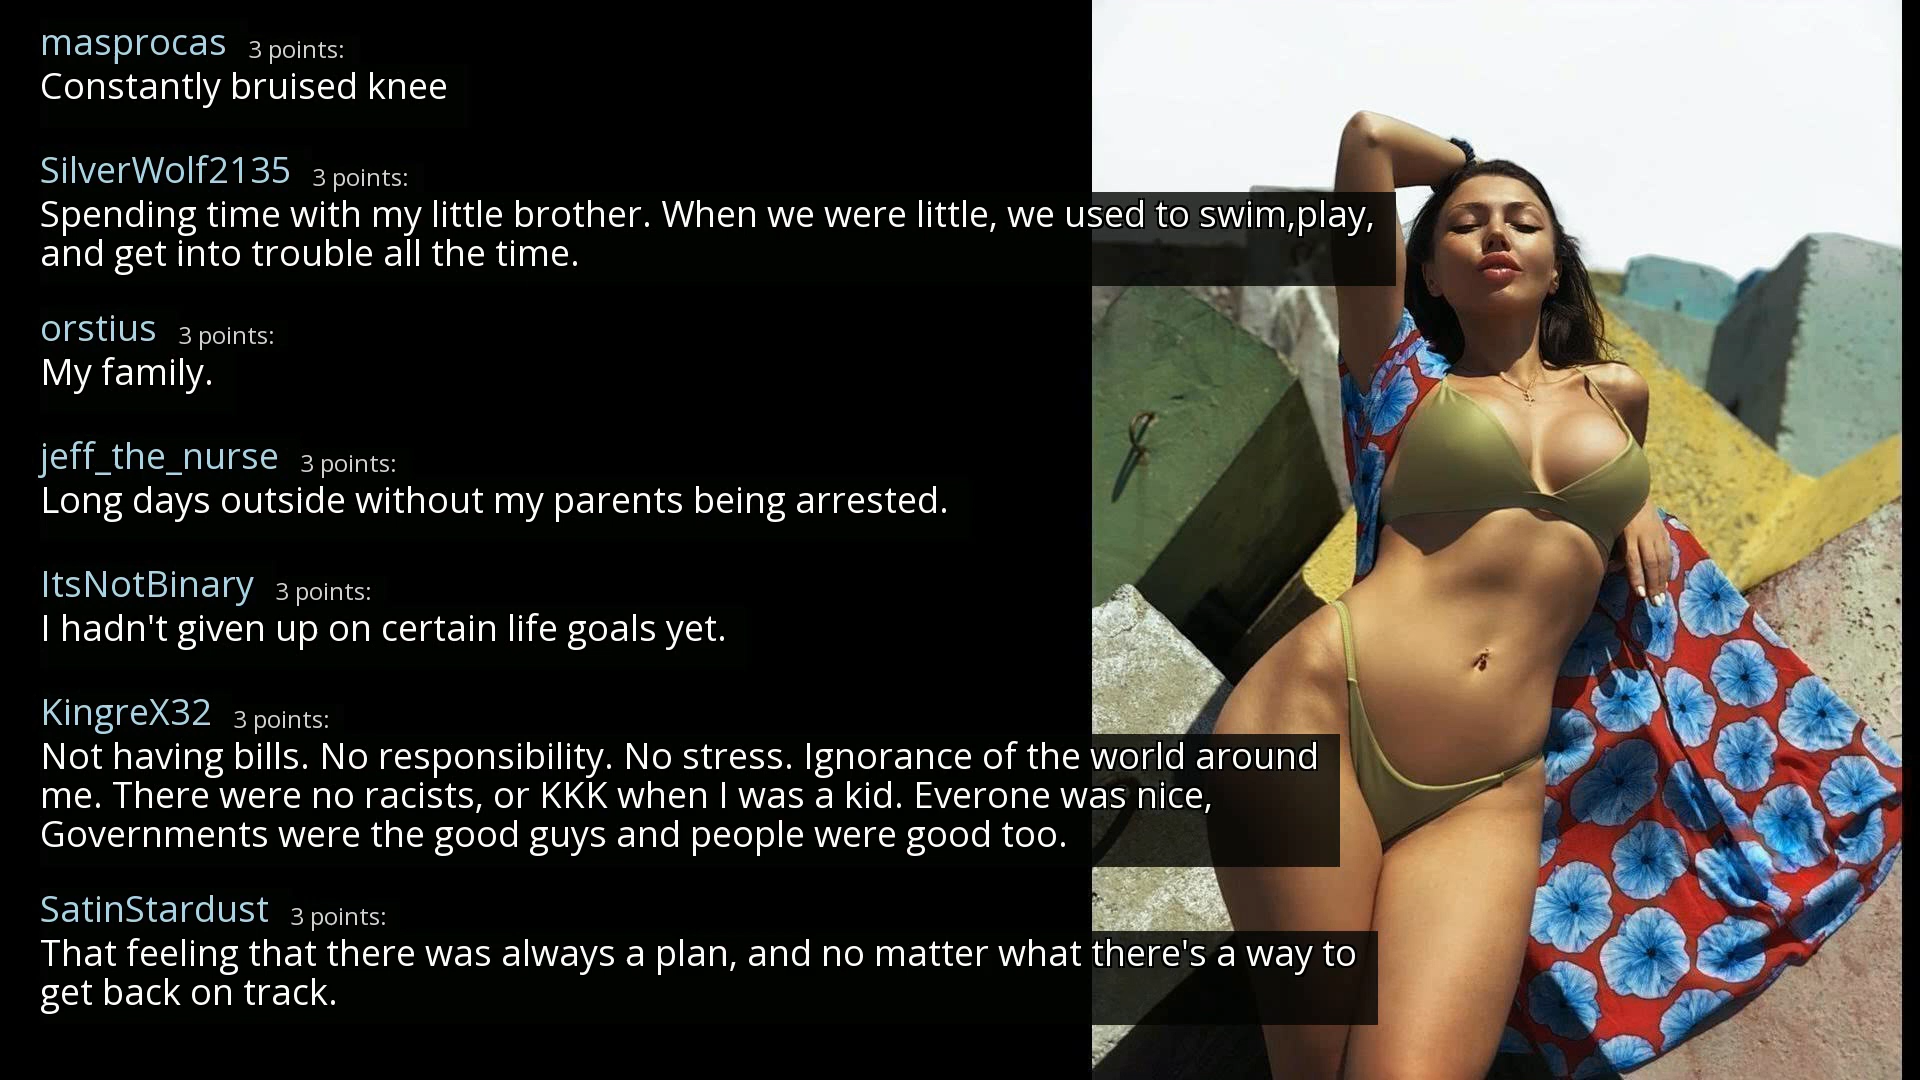 masprocas 3 points:
Constantly bruised knee
SilverWolf2135 3 points:
Spending time with my little brother. When we were little, we used to swim,play,
and get into trouble all the time.
orstius 3 points:
My family.
jeff_the_nurse 3 points:
Long days outside without my parents being arrested.
ItsNotBinary 3 points:
I hadn't given up on certain life goals yet.
KingreX32 3 points:
Not having bills. No responsibility. No stress. Ignorance of the world around
me. There were no racists, or KKK when I was a kid. Everone was nice,
Governments were the good guys and people were good too.
SatinStardust 3 points:
That feeling that there was always a plan, and no matter what there's a way to
get back on track.